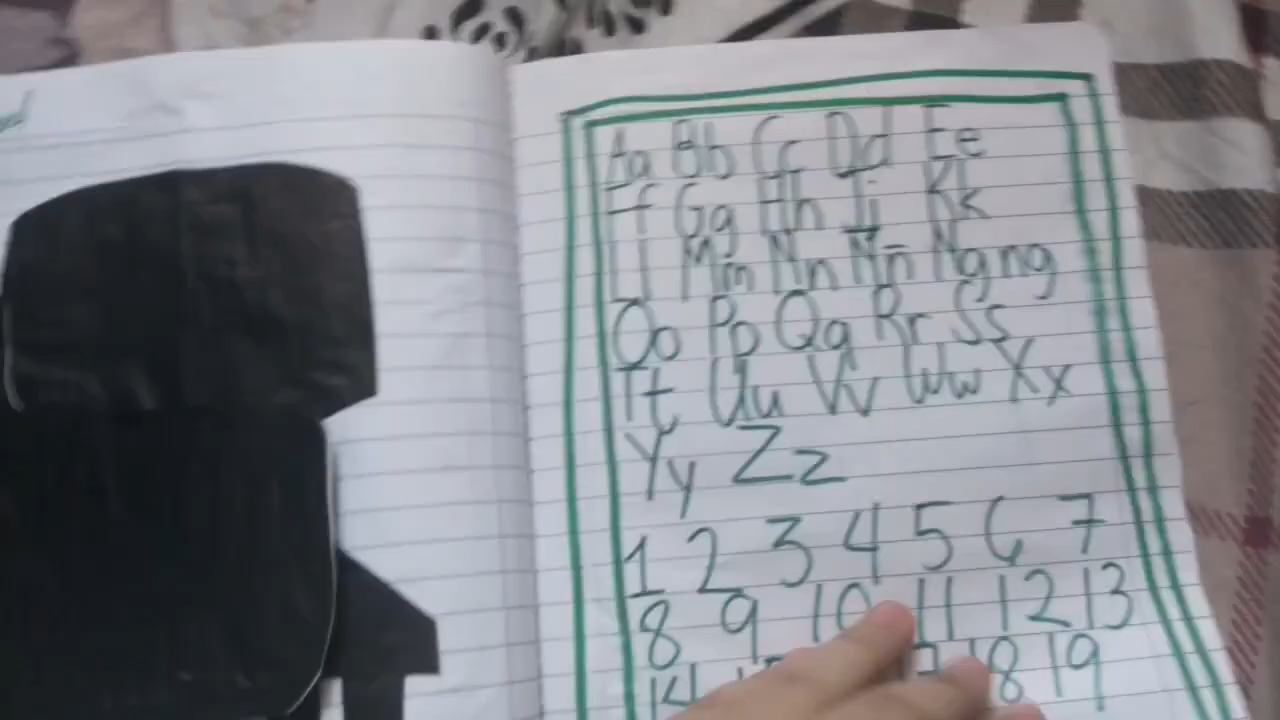 Aa Bb Cc Dd Ee
Ff Gg Hh Ii Kk
Ll Mm Nn Ññ Ngng
Oo Pp Qq Rr Ss
Tt Uu Vv Ww Xx
Yy Zz
1 2 3 4 5 6 7
8 9 10 11 12 13
14 18 19